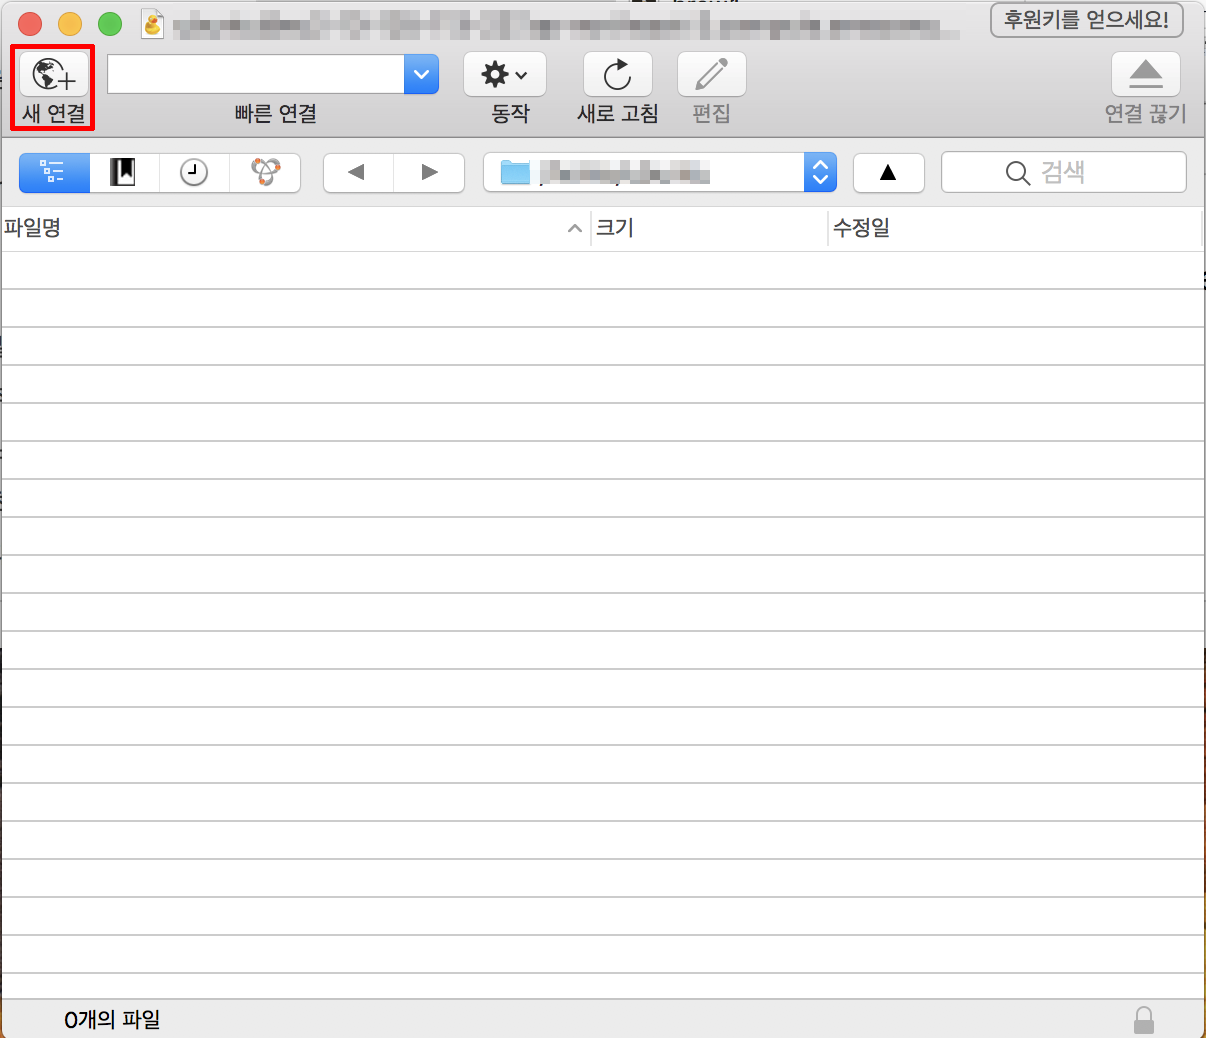 후원키를 얻으세요!
새 연결
빠른 연결
동작
새로 고침
편집
연결 끊기
검색
파일명
크기
수정일
0개의 파일